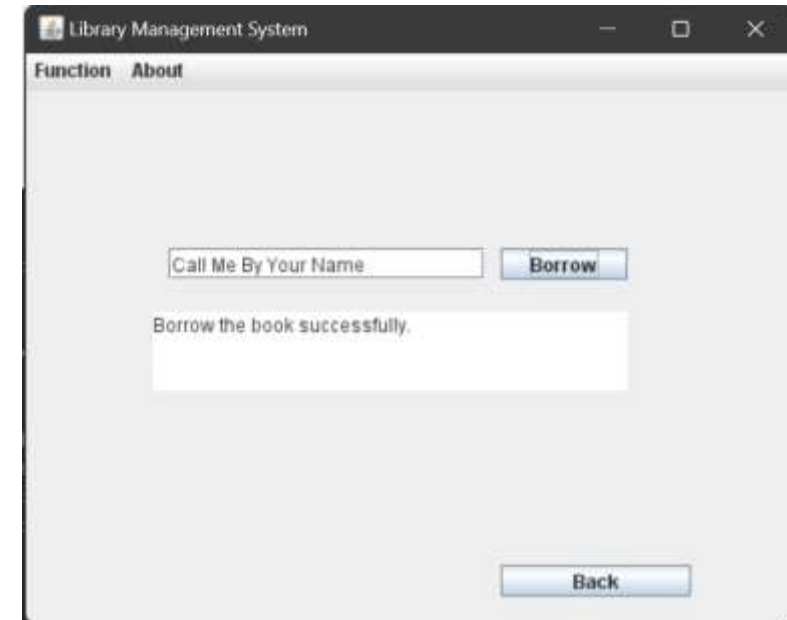 Library Management System
Function About
Call Me By Your Name Borrow
Borrow the book successfully.
Back